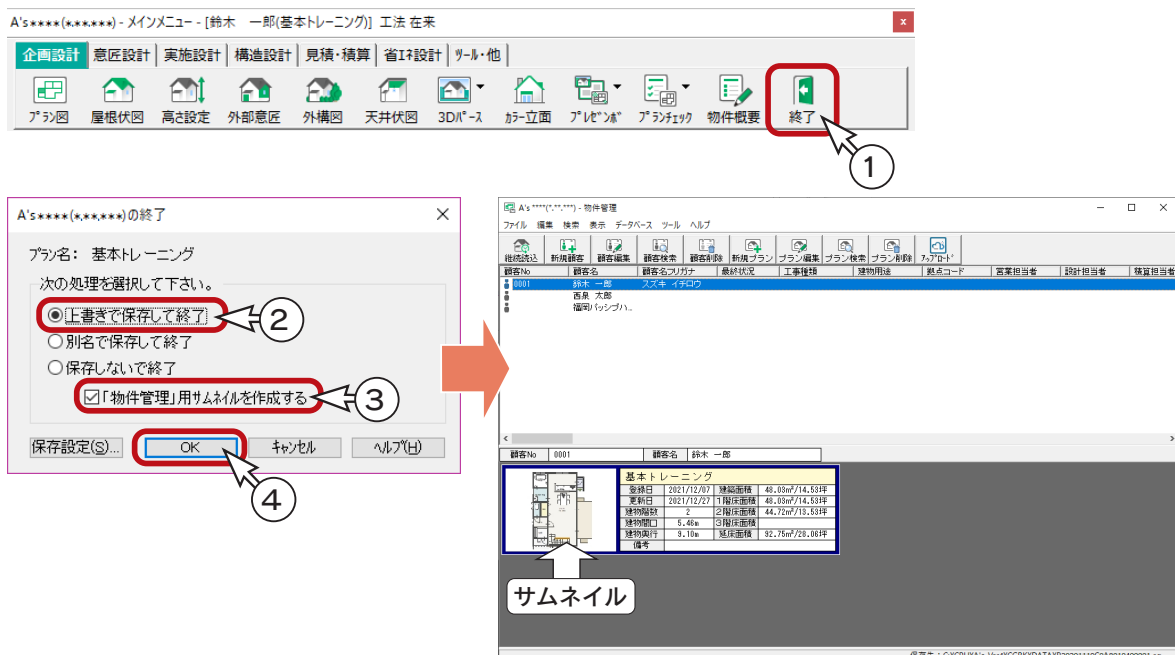 A's****(*.**.***) - メインメニュー - [鈴木　一郎(基本トレーニング)] 工法 在来
企画設計 意匠設計 実施設計 構造設計 見積・積算 省ｴﾈ設計 ﾂｰﾙ・他
ﾌﾟﾗﾝ図 屋根伏図 高さ設定 外部意匠 外構図 天井伏図 3Dﾊﾟｰｽ ｶﾗｰ立面 ﾌﾟﾚｾﾞﾝﾎﾞ ﾌﾟﾗﾝﾁｪｯｸ 物件概要 終了
1
A's****(*.**.***)の終了
ﾌﾟﾗﾝ名： 基本トレーニング
次の処理を選択して下さい。
上書きで保存して終了
2
別名で保存して終了
保存しないで終了
「物件管理」用ｻﾑﾈｲﾙを作成する
3
保存設定(S)... OK ｷｬﾝｾﾙ ﾍﾙﾌﾟ(H)
4
A's ****(*.**.***) - 物件管理
ファイル 編集 検索 表示 データベース ツール ヘルプ
継続読込 新規顧客 顧客編集 顧客検索 顧客削除 新規プラン プラン編集 プラン検索 プラン削除 ｱｯﾌﾟﾛｰﾄﾞ
顧客No 顧客名 顧客名フリガナ 最終状況 工事種類 建物用途 拠点コード 営業担当者 設計担当者 積算担当者
0001 鈴木 一郎 スズキ イチロウ
西泉 太郎
福岡パッシブハ..
顧客No 0001 顧客名 鈴木 一郎
基本トレーニング
登録日 2021/12/07 建築面積 48.03m²/14.53坪
更新日 2021/12/27 1階床面積 48.03m²/14.53坪
建物階数 2 2階床面積 44.72m²/13.53坪
建物間口 5.46m 3階床面積
建物奥行 9.10m 延床面積 92.75m²/28.06坪
備考
サムネイル